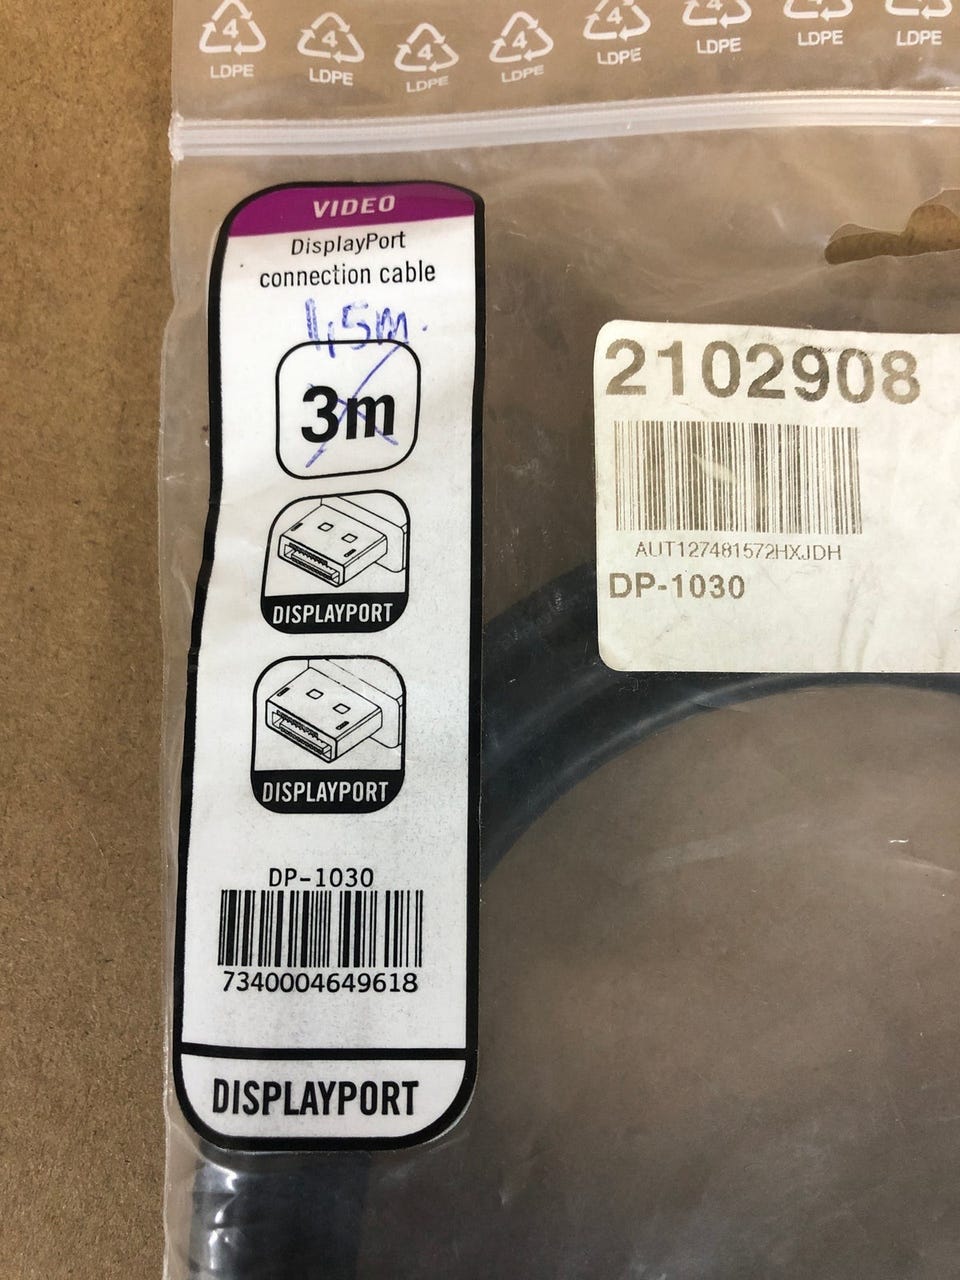 4 4 4 4 4 4 4 4
LDPE LDPE LDPE LDPE LDPE LDPE LDPE LDPE
VIDEO
DisplayPort
connection cable
1,5m.
3m
DISPLAYPORT
DISPLAYPORT
DP-1030
7340004649618
DISPLAYPORT
2102908
AUT127481572HXJDH
DP-1030